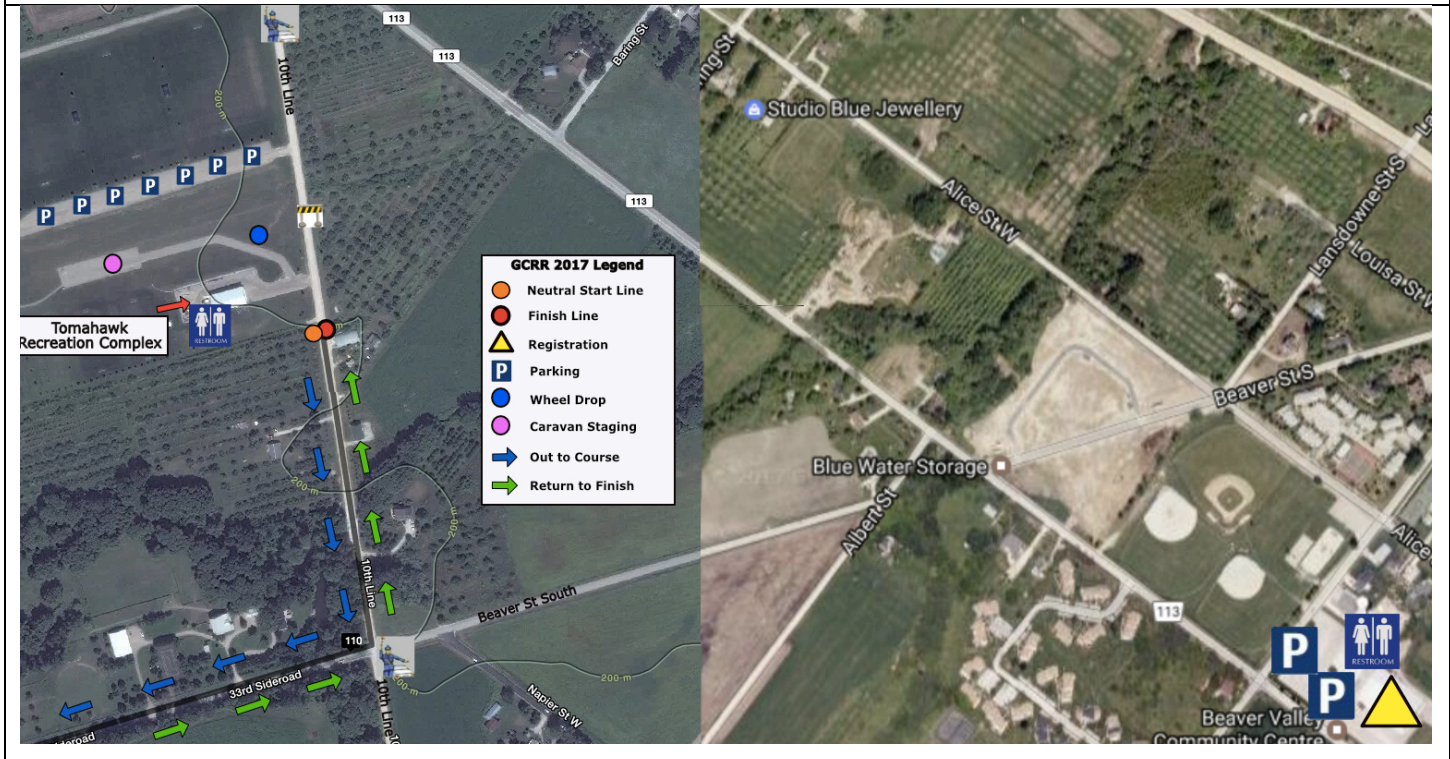 113
113
Baring St
10th Line
200-m
P
P
P
P
P
P
P
113
RESTROOM
Tomahawk
Recreation Complex
GCRR 2017 Legend
Neutral Start Line
Finish Line
Registration
P Parking
Wheel Drop
Caravan Staging
Out to Course
Return to Finish
200-m
200-m
10th Line
Beaver St South
110
33rd Sideroad
200-m
200-m
10th Line
Napier St W
Studio Blue Jewellery
Alice St W
Lansdowne St S
Louisa St W
Beaver St S
Blue Water Storage
Albert St
Alice
113
P
RESTROOM
P
Beaver Valley
Community Centre